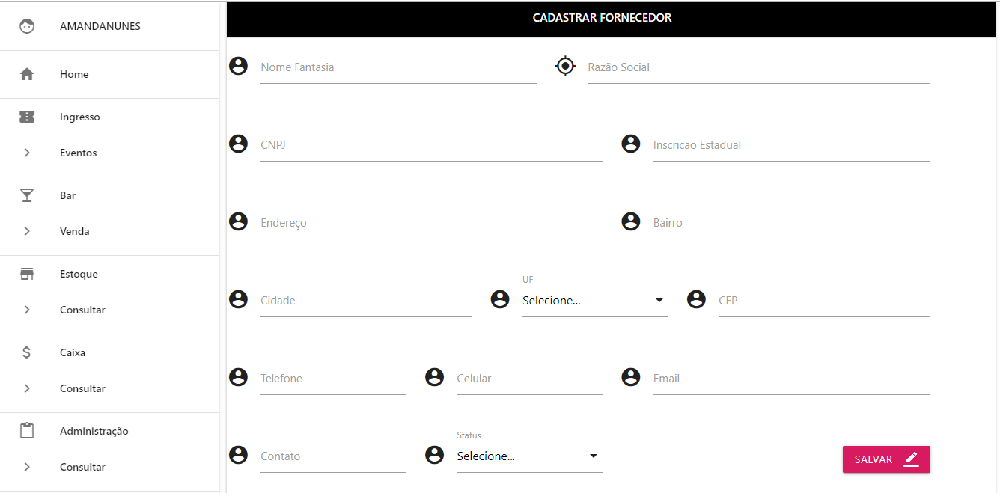 AMANDANUNES
Home
Ingresso
Eventos
Bar
Venda
Estoque
Consultar
Caixa
Consultar
Administração
Consultar
CADASTRAR FORNECEDOR
Nome Fantasia
Razão Social
CNPJ
Inscricao Estadual
Endereço
Bairro
Cidade
UF
Selecione...
CEP
Telefone
Celular
Email
Contato
Status
Selecione...
SALVAR